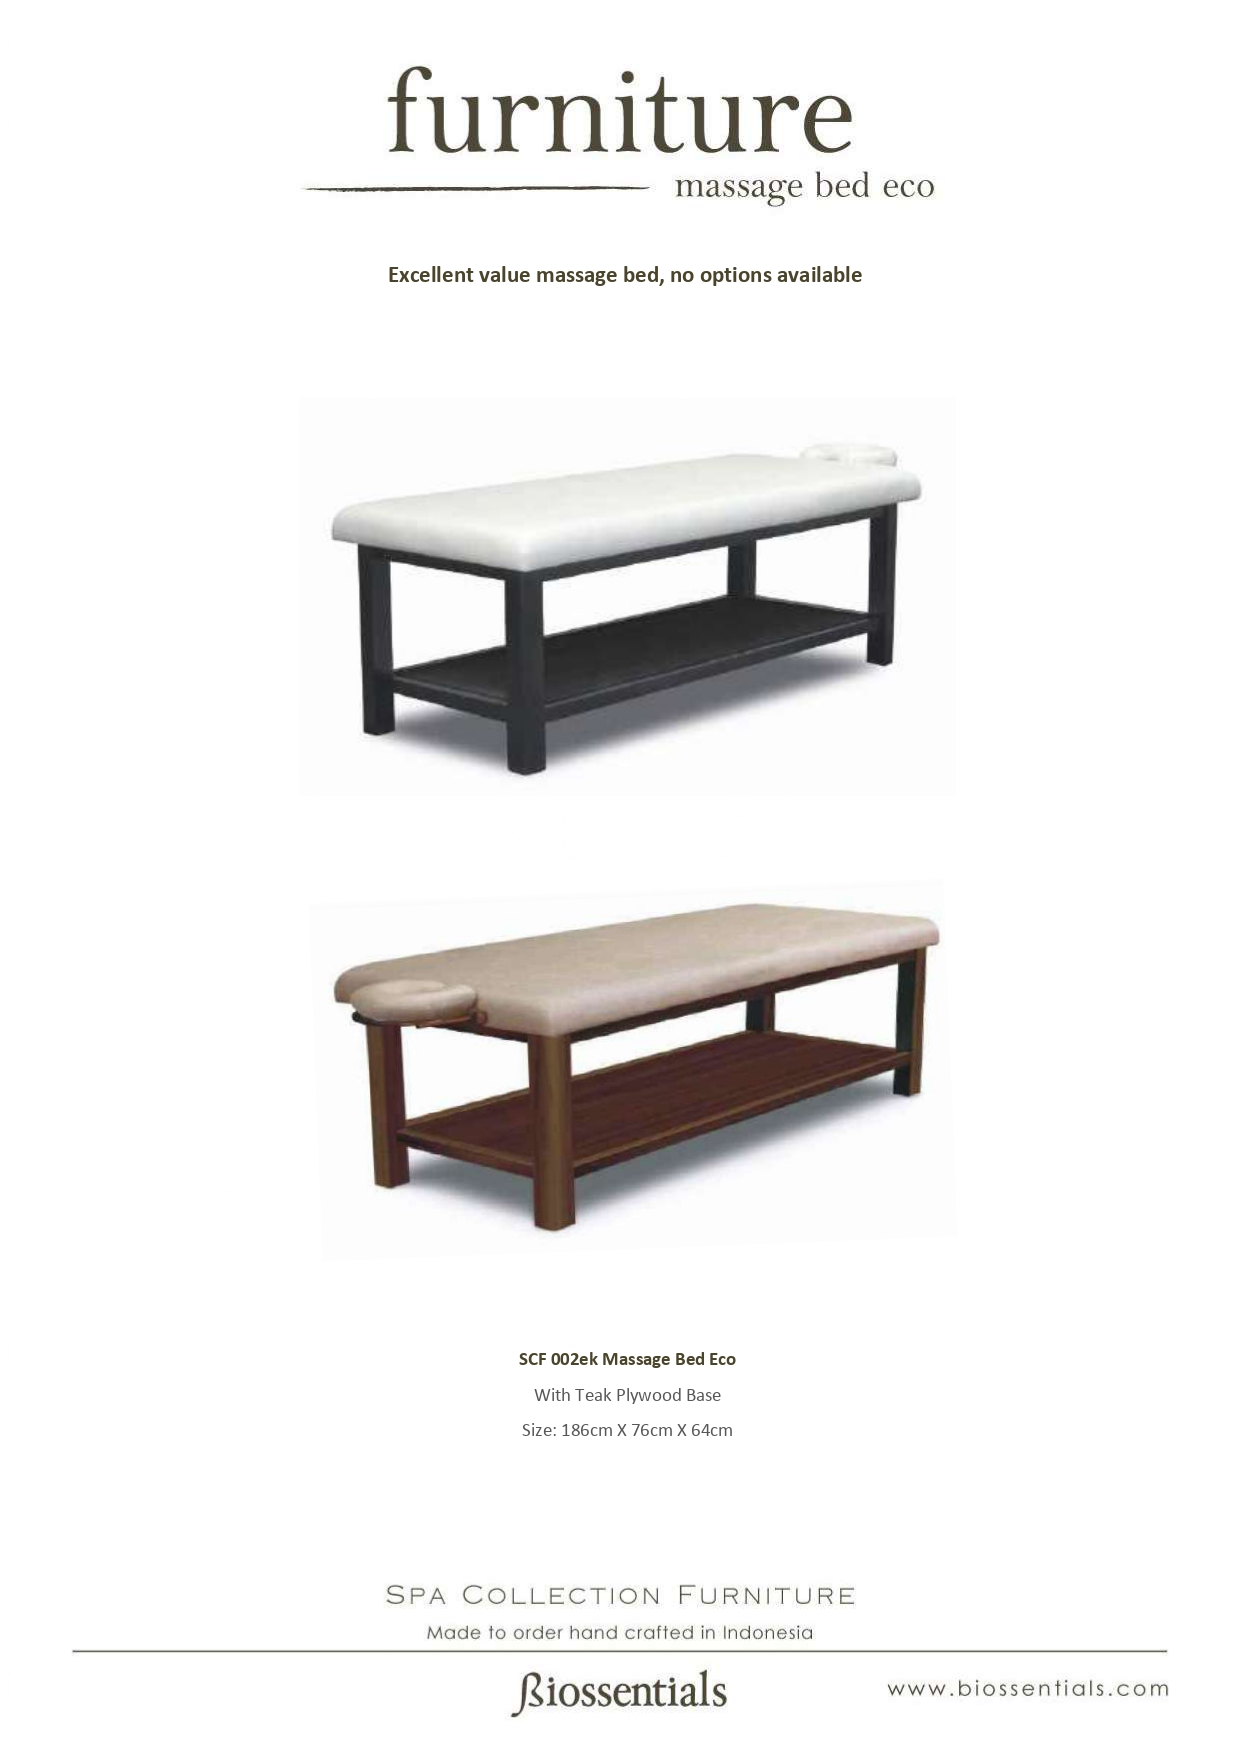 furniture
massage bed eco
Excellent value massage bed, no options available
SCF 002ek Massage Bed Eco
With Teak Plywood Base
Size: 186cm X 76cm X 64cm
Spa Collection Furniture
Made to order hand crafted in Indonesia
Biossentials
www.biossentials.com